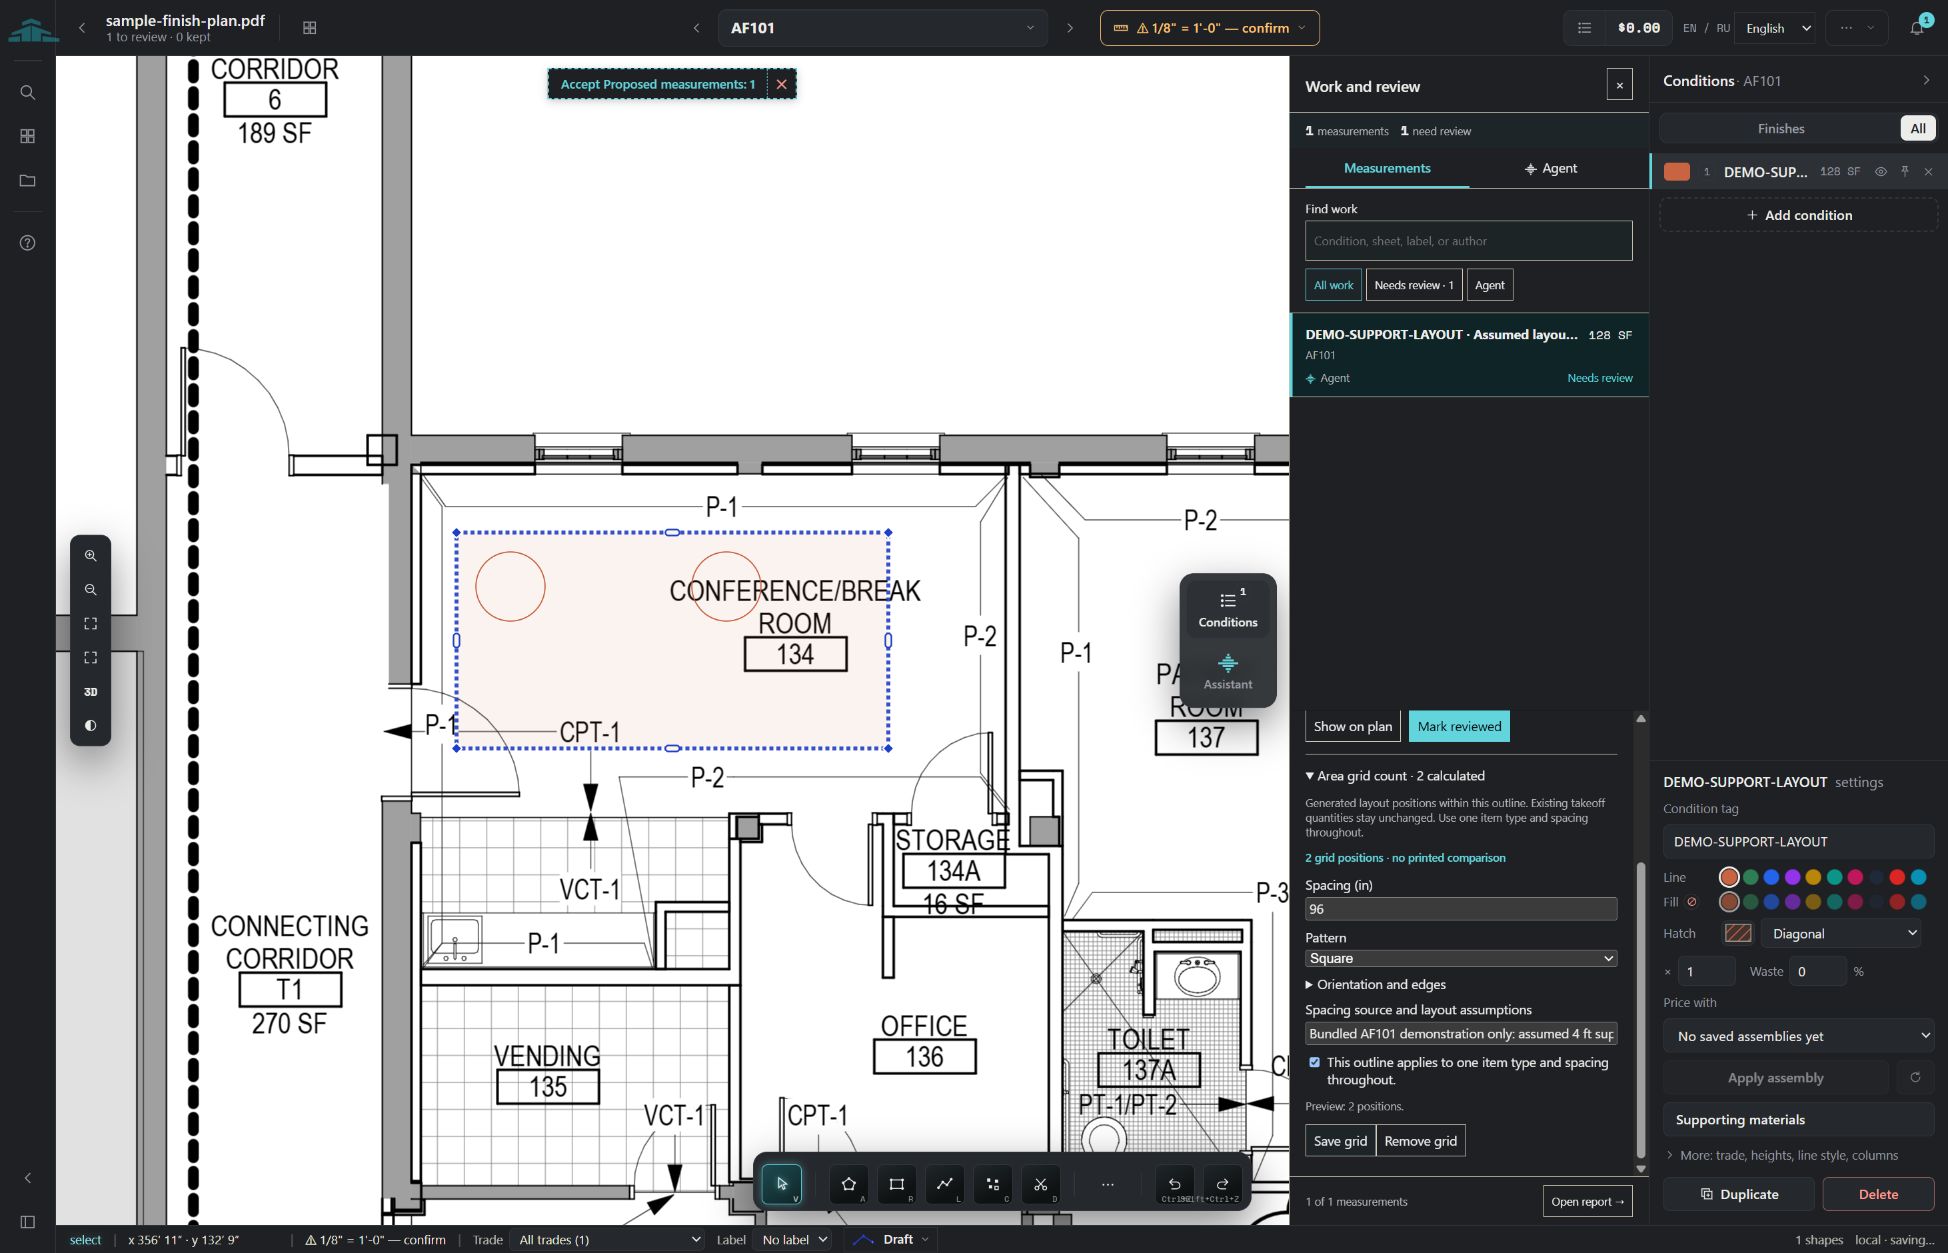 sample-finish-plan.pdf
1 to review · 0 kept
AF101
⚠ 1/8" = 1'-0" — confirm
$0.00
EN / RU
English
1
Accept Proposed measurements: 1
CORRIDOR
6
189 SF
P-1
P-2
CONFERENCE/BREAK
ROOM
134
P-2
P-1
P-1
CPT-1
P-2
ROOM
137
STORAGE
134A
16 SF
VCT-1
P-1
P-3
CONNECTING
CORRIDOR
T1
270 SF
VENDING
135
OFFICE
136
TOILET
137A
PT-1/PT-2
VCT-1
CPT-1
3D
1
Conditions
Assistant
V
A
R
L
C
D
Work and review
1 measurements 1 need review
Measurements
Agent
Find work
Condition, sheet, label, or author
All work
Needs review · 1
Agent
DEMO-SUPPORT-LAYOUT · Assumed layou... 128 SF
AF101
Agent
Needs review
Show on plan
Mark reviewed
Area grid count · 2 calculated
Generated layout positions within this outline. Existing takeoff
quantities stay unchanged. Use one item type and spacing
throughout.
2 grid positions · no printed comparison
Spacing (in)
96
Pattern
Square
Orientation and edges
Spacing source and layout assumptions
Bundled AF101 demonstration only: assumed 4 ft sup
This outline applies to one item type and spacing
throughout.
Preview: 2 positions.
Save grid
Remove grid
1 of 1 measurements
Open report →
Conditions · AF101
Finishes
All
1 DEMO-SUP... 128 SF
+ Add condition
DEMO-SUPPORT-LAYOUT settings
Condition tag
DEMO-SUPPORT-LAYOUT
Line
Fill
Hatch
Diagonal
× 1
Waste 0 %
Price with
No saved assemblies yet
Apply assembly
Supporting materials
More: trade, heights, line style, columns
Duplicate
Delete
select
x 356' 11" · y 132' 9"
⚠ 1/8" = 1'-0" — confirm
Trade
All trades (1)
Label
No label
Draft
1 shapes
local · saving...